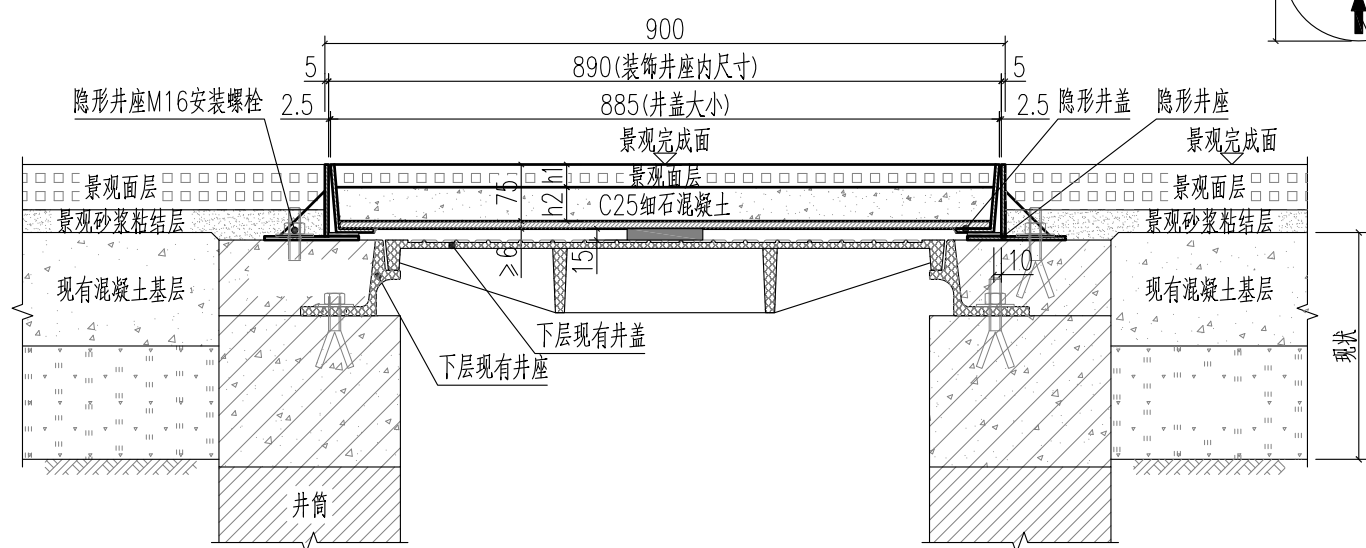 900
5
890(装饰井座内尺寸)
5
隐形井座M16安装螺栓
2.5
885(井盖大小)
2.5
隐形井盖
隐形井座
景观完成面
景观完成面
景观面层
75
h1
景观面层
景观面层
h2
C25细石混凝土
景观砂浆粘结层
景观砂浆粘结层
≥6
15
10
现有混凝土基层
现有混凝土基层
下层现有井盖
下层现有井座
现状
井筒